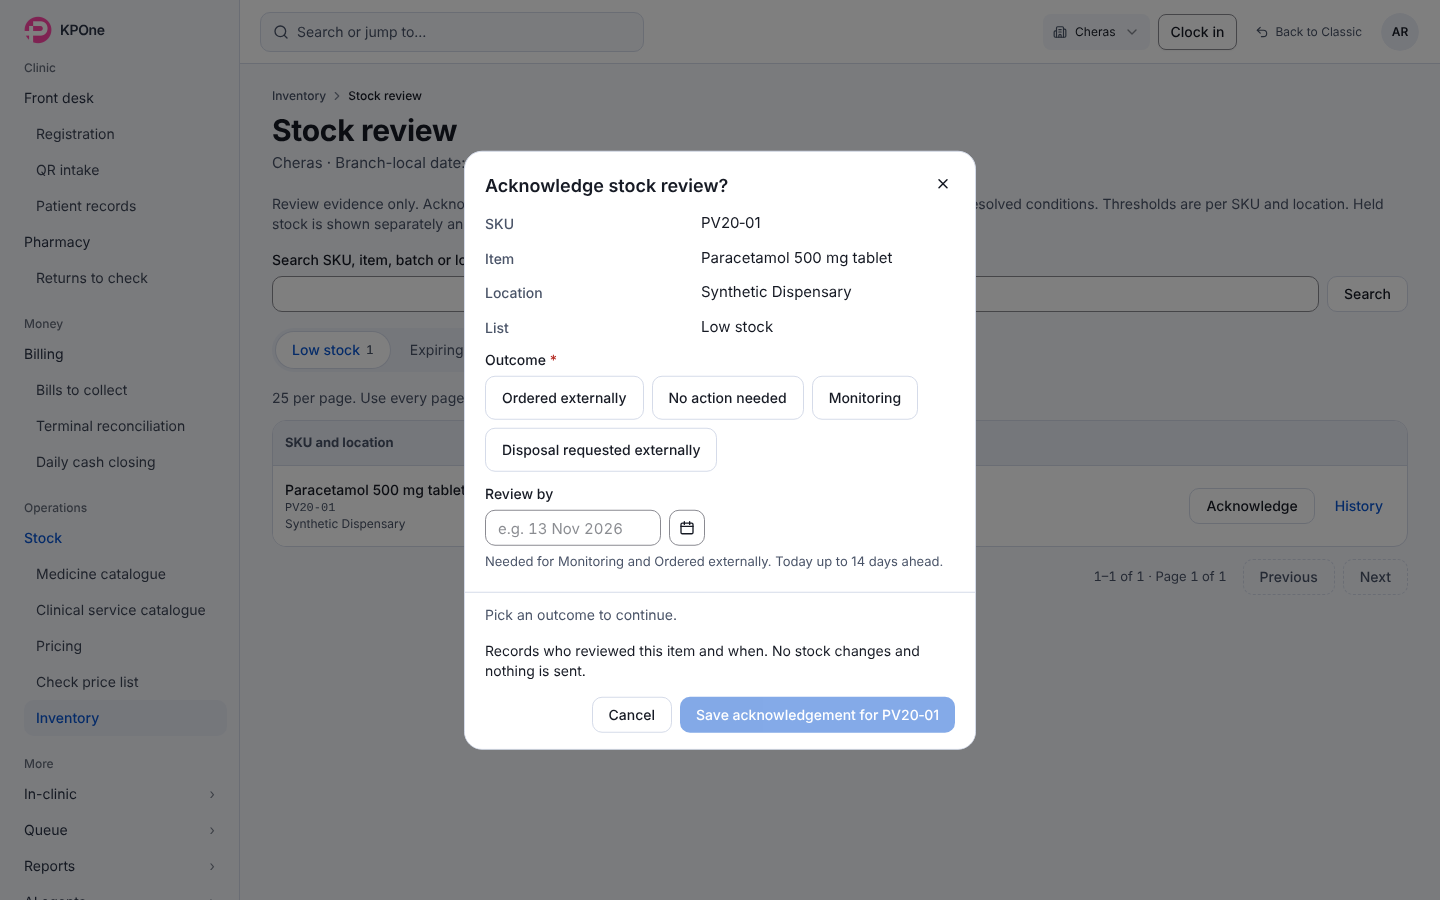 KPOne
Search or jump to...
Cheras
Clock in
Back to Classic
AR
Clinic
Front desk
Registration
QR intake
Patient records
Pharmacy
Returns to check
Money
Billing
Bills to collect
Terminal reconciliation
Daily cash closing
Operations
Stock
Medicine catalogue
Clinical service catalogue
Pricing
Check price list
Inventory
More
In-clinic
Queue
Reports
Inventory
Stock review
Stock review
Cheras · Branch-local date:
Review evidence only. Ackno
esolved conditions. Thresholds are per SKU and location. Held
stock is shown separately an
Search SKU, item, batch or lo
Search
Low stock 1
Expiring
25 per page. Use every page
SKU and location
Paracetamol 500 mg tablet
PV20-01
Synthetic Dispensary
Acknowledge
History
1–1 of 1 · Page 1 of 1
Previous
Next
Acknowledge stock review?
SKU
PV20-01
Item
Paracetamol 500 mg tablet
Location
Synthetic Dispensary
List
Low stock
Outcome *
Ordered externally
No action needed
Monitoring
Disposal requested externally
Review by
e.g. 13 Nov 2026
Needed for Monitoring and Ordered externally. Today up to 14 days ahead.
Pick an outcome to continue.
Records who reviewed this item and when. No stock changes and
nothing is sent.
Cancel
Save acknowledgement for PV20-01